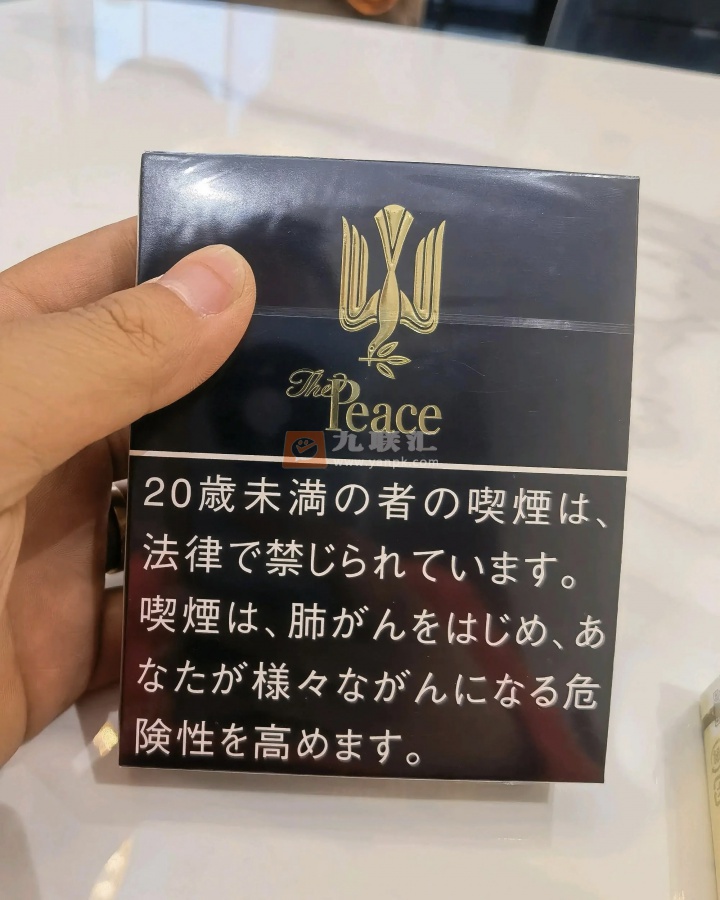 The Peace
九联汇
20歳未満の者の喫煙は、
法律で禁じられています。
喫煙は、肺がんをはじめ、あ
なたが様々ながんになる危
険性を高めます。